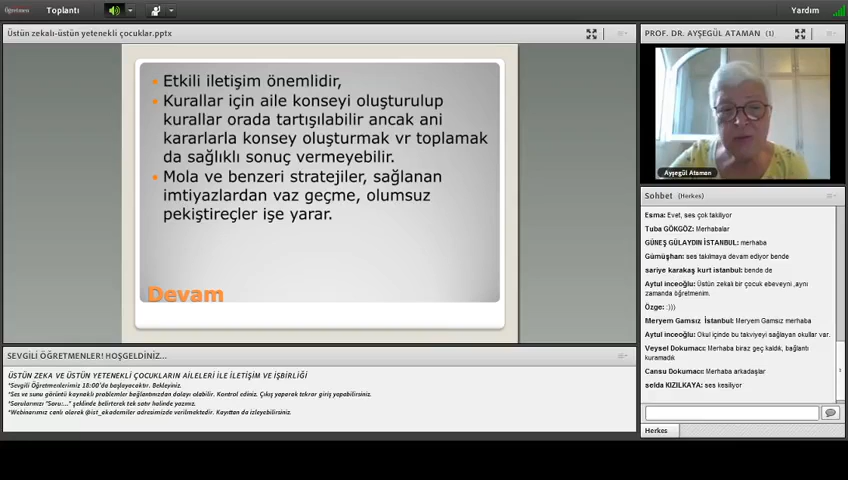 Öğretmen
Toplantı
Yardım
Üstün zekalı-üstün yetenekli çocuklar.pptx
Etkili iletişim önemlidir,
Kurallar için aile konseyi oluşturulup
kurallar orada tartışılabilir ancak ani
kararlarla konsey oluşturmak vr toplamak
da sağlıklı sonuç vermeyebilir.
Mola ve benzeri stratejiler, sağlanan
imtiyazlardan vaz geçme, olumsuz
pekiştireçler işe yarar.
Devam
PROF. DR. AYŞEGÜL ATAMAN (1)
Ayşegül Ataman
Sohbet (Herkes)
Esma: Evet, ses çok takılıyor
Tuba GÖKGÖZ: Merhabalar
GÜNEŞ GÜLAYDIN İSTANBUL: merhaba
Gümüşhan: ses takılmaya devam ediyor bende
sariye karakaş kurt istanbul: bende de
Aytul inceoğlu: Üstün zekalı bir çocuk ebeveyni ,aynı
zamanda öğretmenim.
Özge: :)))
Meryem Gamsız İstanbul: Meryem Gamsız merhaba
Aytul inceoğlu: Okul içinde bu takviyeyi sağlayan okullar var.
Veysel Dokumacı: Merhaba biraz geç kaldık, bağlantı
kuramadık
Cansu Dokumacı: Merhaba arkadaşlar
selda KIZILKAYA: ses kesiliyor
Herkes
SEVGİLİ ÖĞRETMENLER! HOŞGELDİNİZ...
ÜSTÜN ZEKA VE ÜSTÜN YETENEKLİ ÇOCUKLARIN AİLELERİ İLE İLETİŞİM VE İŞBİRLİĞİ
*Sevgili Öğretmenlerimiz 18:00'de başlayacaktır. Bekleyiniz.
*Ses ve sunu görüntü kaynaklı problemler bağlantınızdan dolayı olabilir. Kontrol ediniz. Çıkış yaparak tekrar giriş yapabilirsiniz.
*Sorularınızı "Soru:..." şeklinde belirterek tek satır halinde yazınız.
*Webinarımız canlı olarak @ist_akademiler adresimizde verilmektedir. Kayıttan da izleyebilirsiniz.